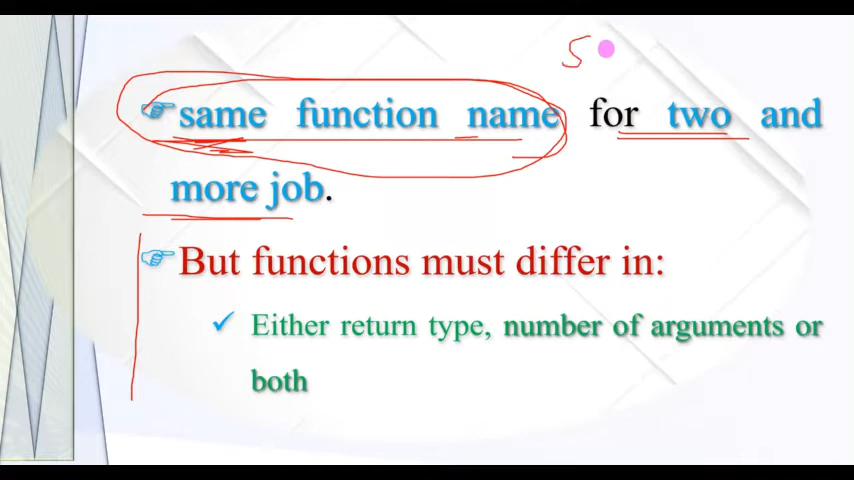 S
same function name for two and
more job.
But functions must differ in:
Either return type, number of arguments or
both